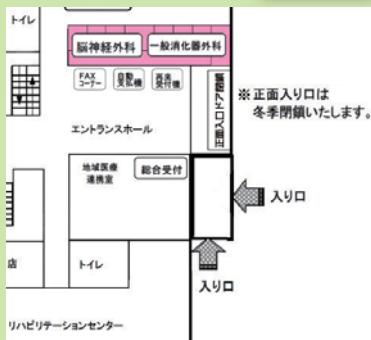 トイレ
脳神経外科
一般消化器外科
FAX
コーナー
自動
支払機
再来
受付機
正面入口ドア閉鎖
※正面入り口は
冬季閉鎖いたします。
エントランスホール
地域医療
連携室
総合受付
入り口
入り口
店
トイレ
リハビリテーションセンター